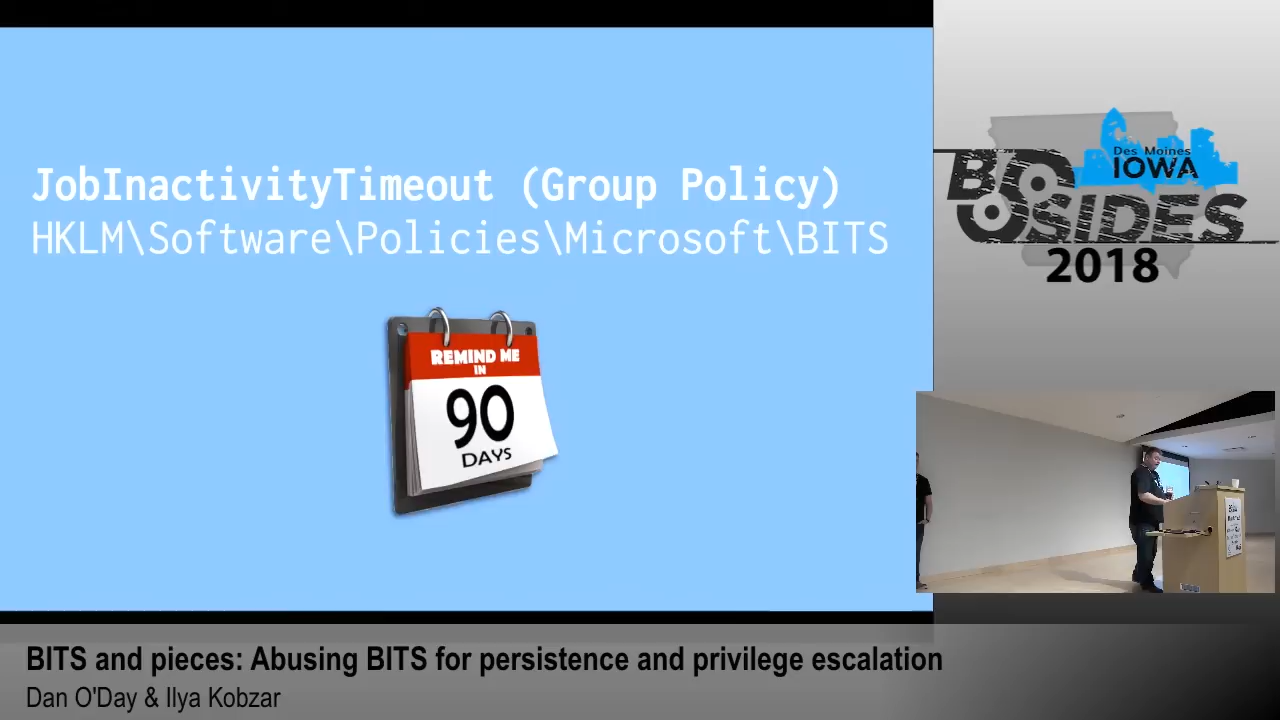 JobInactivityTimeout (Group Policy)
HKLM\Software\Policies\Microsoft\BITS
REMIND ME
IN
90
DAYS
Des Moines
IOWA
BSIDES
2018
BITS and pieces: Abusing BITS for persistence and privilege escalation
Dan O'Day & Ilya Kobzar